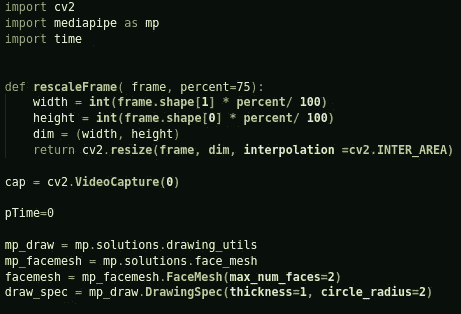 import cv2
import mediapipe as mp
import time
def rescaleFrame( frame, percent=75):
width = int(frame.shape[1] * percent/ 100)
height = int(frame.shape[0] * percent/ 100)
dim = (width, height)
return cv2.resize(frame, dim, interpolation =cv2.INTER_AREA)
cap = cv2.VideoCapture(0)
pTime=0
mp_draw = mp.solutions.drawing_utils
mp_facemesh = mp.solutions.face_mesh
facemesh = mp_facemesh.FaceMesh(max_num_faces=2)
draw_spec = mp_draw.DrawingSpec(thickness=1, circle_radius=2)